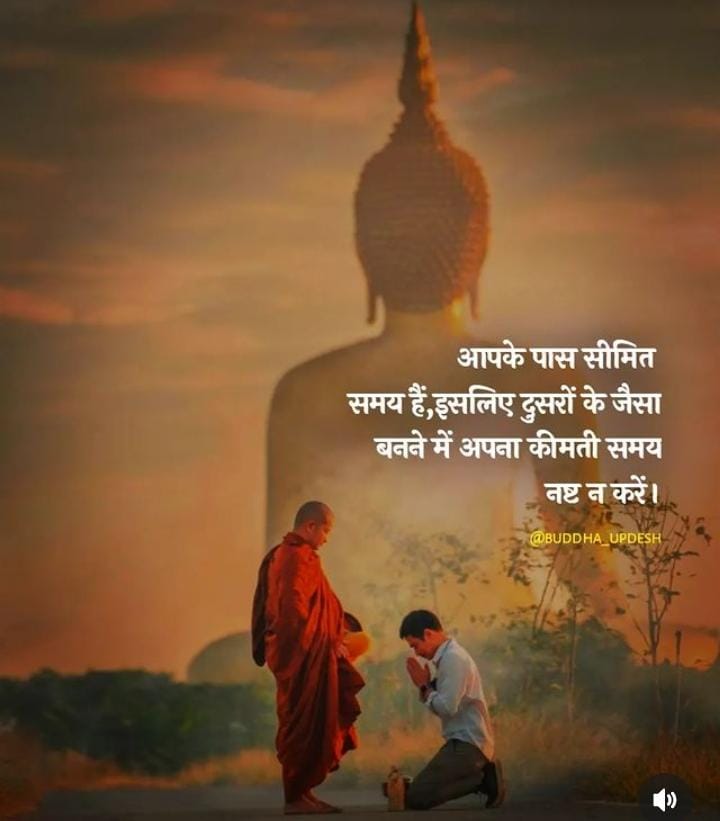 आपके पास सीमित
समय हैं,इसलिए दुसरों के जैसा
बनने में अपना कीमती समय
नष्ट न करें।
@BUDDHA_UPDESH